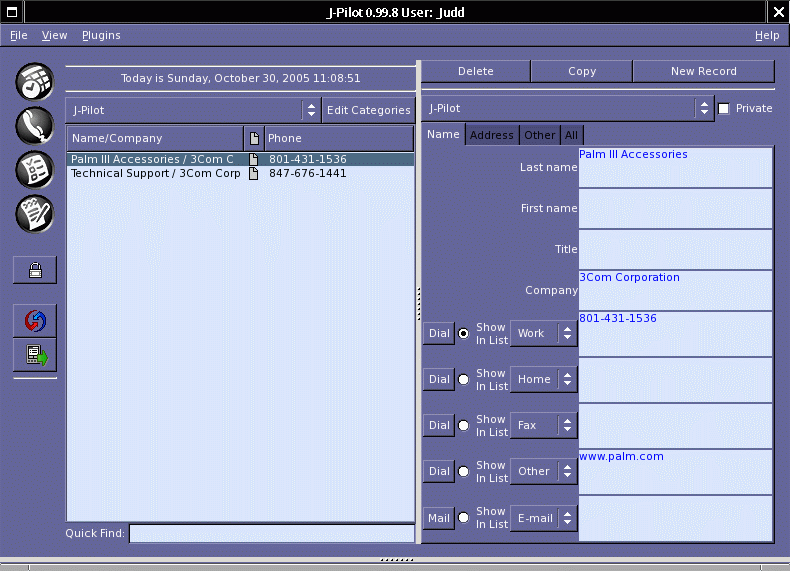 J-Pilot 0.99.8 User: Judd
File View Plugins Help
Today is Sunday, October 30, 2005 11:08:51
Delete Copy New Record
J-Pilot Edit Categories
J-Pilot Private
Name/Company Phone
Name Address Other All
Palm III Accessories / 3Com C 801-431-1536
Technical Support / 3Com Corp 847-676-1441
Last name Palm III Accessories
First name
Title
Company 3Com Corporation
Dial Show In List Work 801-431-1536
Dial Show In List Home
Dial Show In List Fax
Dial Show In List Other www.palm.com
Mail Show In List E-mail
Quick Find: